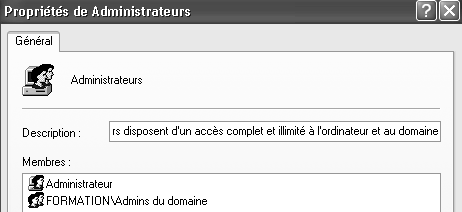 Propriétés de Administrateurs
Général
Administrateurs
Description : rs disposent d'un accès complet et illimité à l'ordinateur et au domaine
Membres :
Administrateur
FORMATION\Admins du domaine